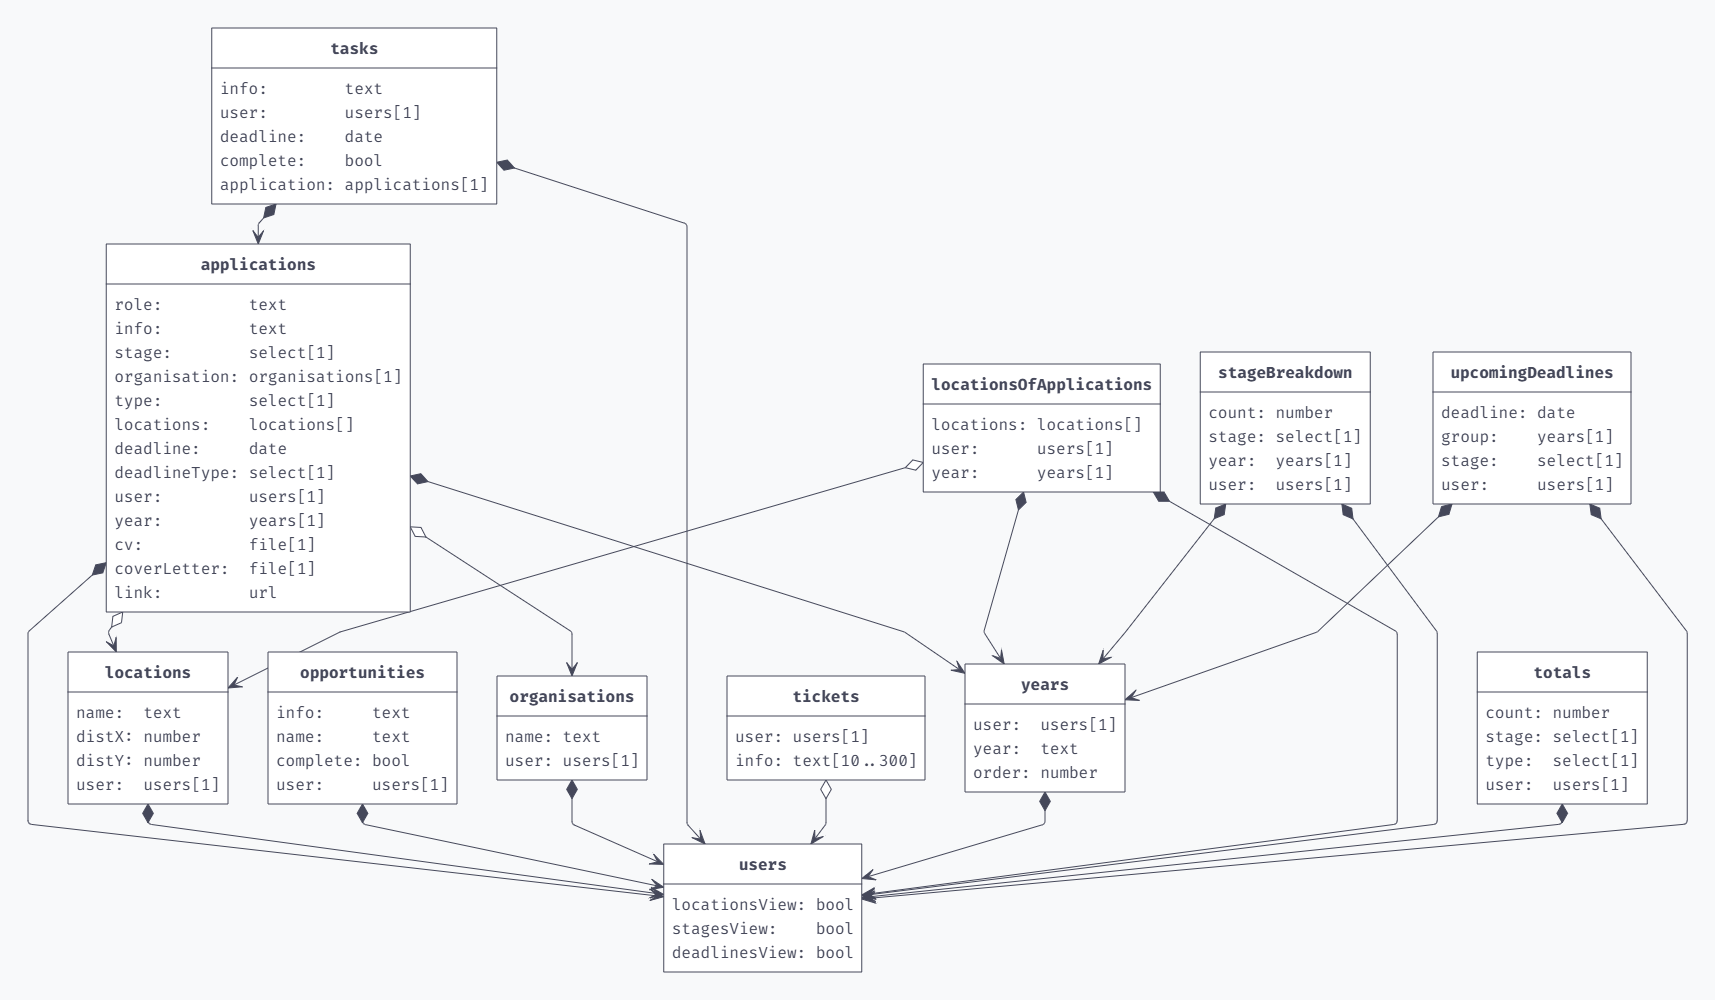 tasks
info: text
user: users[1]
deadline: date
complete: bool
application: applications[1]
applications
role: text
info: text
stage: select[1]
organisation: organisations[1]
type: select[1]
locations: locations[]
deadline: date
deadlineType: select[1]
user: users[1]
year: years[1]
cv: file[1]
coverLetter: file[1]
link: url
locationsOfApplications
locations: locations[]
user: users[1]
year: years[1]
stageBreakdown
count: number
stage: select[1]
year: years[1]
user: users[1]
upcomingDeadlines
deadline: date
group: years[1]
stage: select[1]
user: users[1]
locations
name: text
distX: number
distY: number
user: users[1]
opportunities
info: text
name: text
complete: bool
user: users[1]
organisations
name: text
user: users[1]
tickets
user: users[1]
info: text[10..300]
years
user: users[1]
year: text
order: number
totals
count: number
stage: select[1]
type: select[1]
user: users[1]
users
locationsView: bool
stagesView: bool
deadlinesView: bool